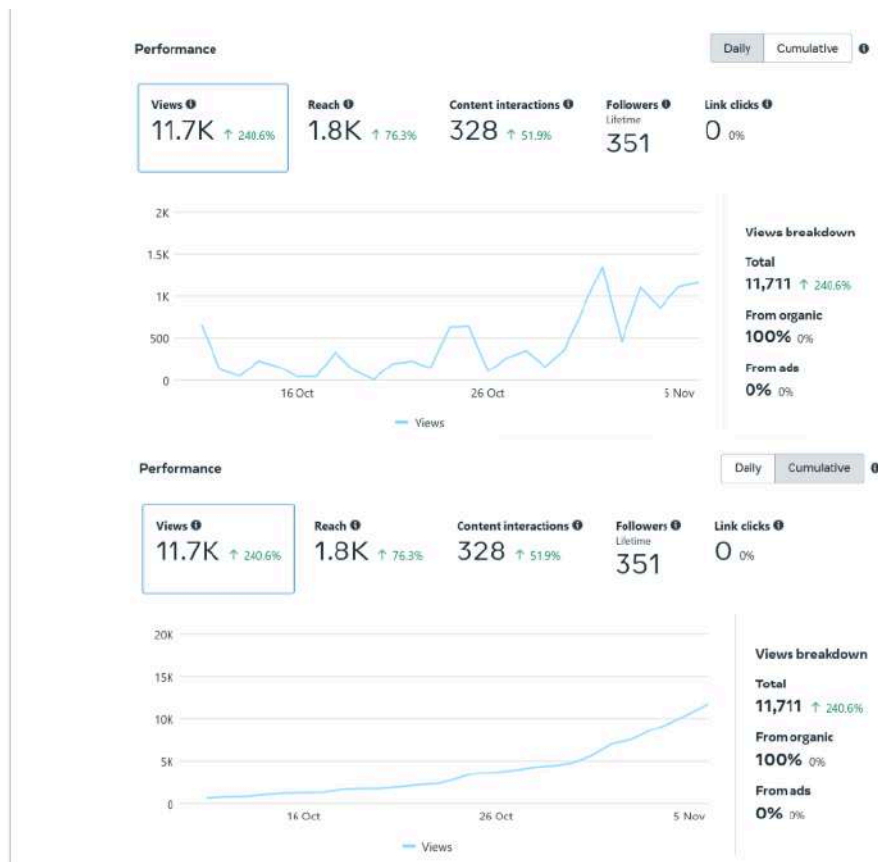 Performance
Daily Cumulative
Views Reach Content interactions Followers Link clicks
Lifetime
11.7K ↑ 240.6% 1.8K ↑ 76.3% 328 ↑ 51.9% 351 0 0%
2K
1.5K
1K
500
0
16 Oct 26 Oct 5 Nov
Views
Views breakdown
Total
11,711 ↑ 240.6%
From organic
100% 0%
From ads
0% 0%
Performance
Daily Cumulative
Views Reach Content interactions Followers Link clicks
Lifetime
11.7K ↑ 240.6% 1.8K ↑ 76.3% 328 ↑ 51.9% 351 0 0%
20K
15K
10K
5K
0
16 Oct 26 Oct 5 Nov
Views
Views breakdown
Total
11,711 ↑ 240.6%
From organic
100% 0%
From ads
0% 0%